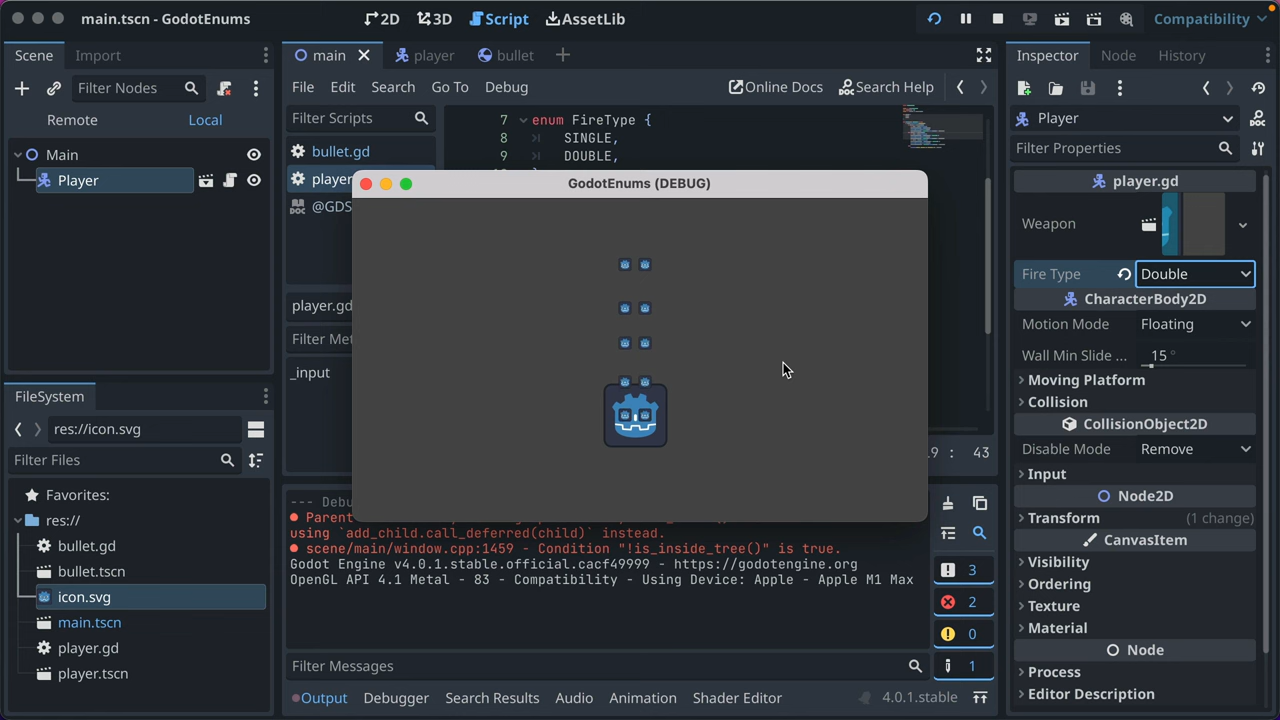 main.tscn - GodotEnums
2D
3D
Script
AssetLib
Compatibility
Scene
Import
Filter Nodes
Remote
Local
Main
Player
FileSystem
res://icon.svg
Filter Files
Favorites:
res://
bullet.gd
bullet.tscn
icon.svg
main.tscn
player.gd
player.tscn
main
player
bullet
File
Edit
Search
Go To
Debug
Online Docs
Search Help
Filter Scripts
bullet.gd
player
@GDS
player.gd
Filter Met
_input
7 enum FireType {
8 SINGLE,
9 DOUBLE,
9 : 43
GodotEnums (DEBUG)
--- Debu
Parent
using `add_child.call_deferred(child)` instead.
scene/main/window.cpp:1459 - Condition "!is_inside_tree()" is true.
Godot Engine v4.0.1.stable.official.cacf49999 - https://godotengine.org
OpenGL API 4.1 Metal - 83 - Compatibility - Using Device: Apple - Apple M1 Max
3
2
0
1
Filter Messages
Output
Debugger
Search Results
Audio
Animation
Shader Editor
4.0.1.stable
Inspector
Node
History
Player
Filter Properties
player.gd
Weapon
Fire Type
Double
CharacterBody2D
Motion Mode
Floating
Wall Min Slide ...
15 °
Moving Platform
Collision
CollisionObject2D
Disable Mode
Remove
Input
Node2D
Transform
(1 change)
CanvasItem
Visibility
Ordering
Texture
Material
Node
Process
Editor Description